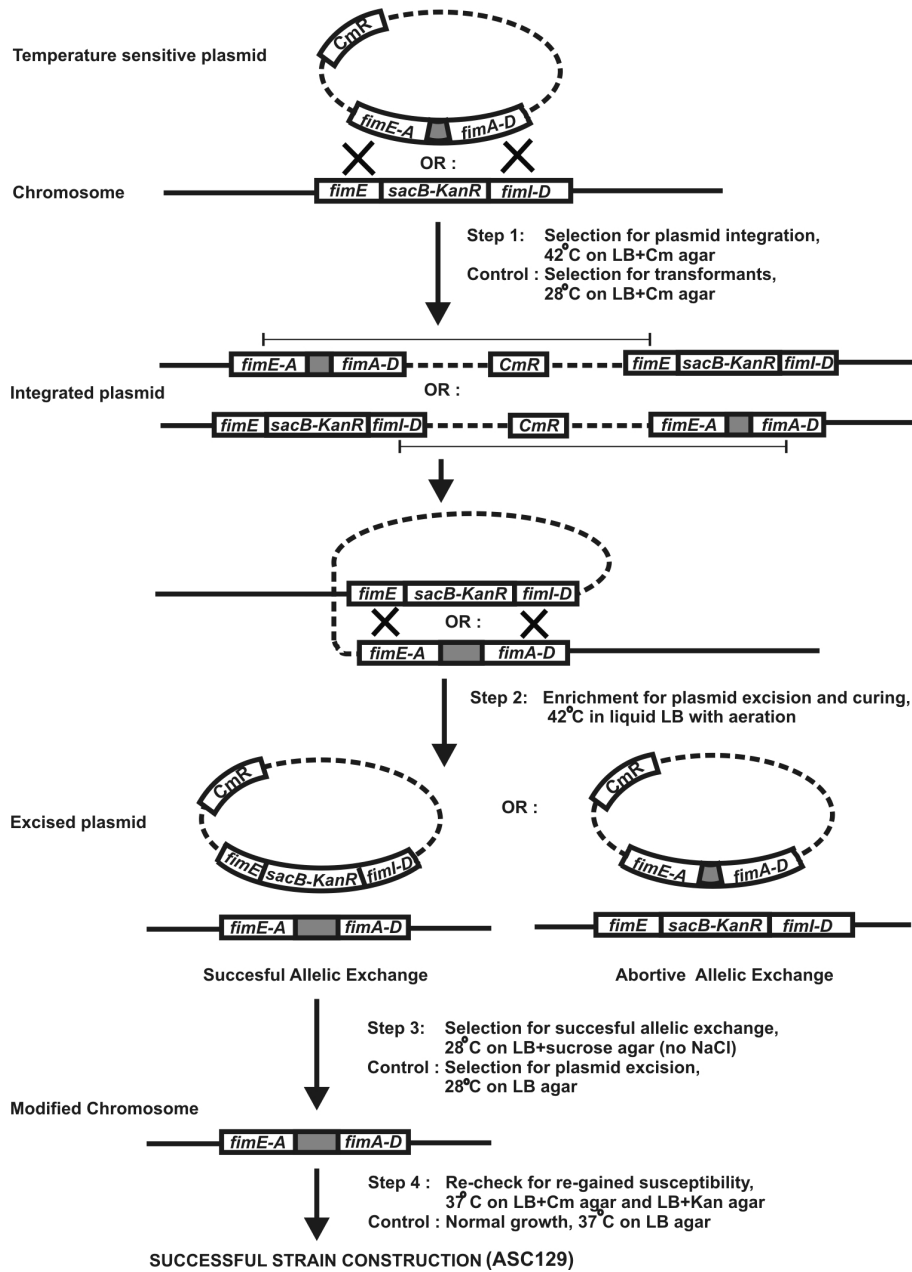 CmR
Temperature sensitive plasmid
fimE-A fimA-D
OR :
Chromosome
fimE sacB-KanR fimI-D
Step 1: Selection for plasmid integration,
42°C on LB+Cm agar
Control : Selection for transformants,
28°C on LB+Cm agar
fimE-A fimA-D CmR fimE sacB-KanR fimI-D
Integrated plasmid OR :
fimE sacB-KanR fimI-D CmR fimE-A fimA-D
fimE sacB-KanR fimI-D
OR :
fimE-A fimA-D
Step 2: Enrichment for plasmid excision and curing,
42°C in liquid LB with aeration
CmR CmR
Excised plasmid OR :
fimE sacB-KanR fimI-D fimE-A fimA-D
fimE-A fimA-D fimE sacB-KanR fimI-D
Succesful Allelic Exchange Abortive Allelic Exchange
Step 3: Selection for succesful allelic exchange,
28°C on LB+sucrose agar (no NaCl)
Control : Selection for plasmid excision,
28°C on LB agar
Modified Chromosome
fimE-A fimA-D
Step 4 : Re-check for re-gained susceptibility,
37°C on LB+Cm agar and LB+Kan agar
Control : Normal growth, 37°C on LB agar
SUCCESSFUL STRAIN CONSTRUCTION (ASC129)